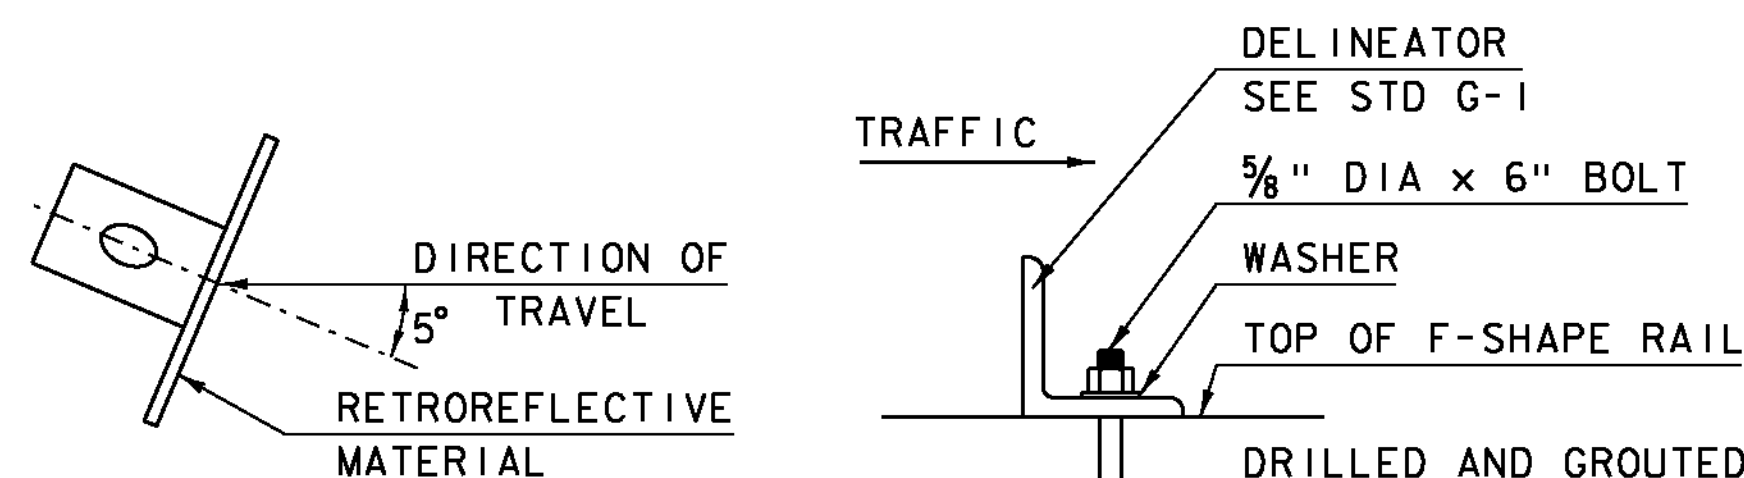 DIRECTION OF
TRAVEL
5°
RETROREFLECTIVE
MATERIAL
DELINEATOR
SEE STD G-1
TRAFFIC
5/8" DIA x 6" BOLT
WASHER
TOP OF F-SHAPE RAIL
DRILLED AND GROUTED